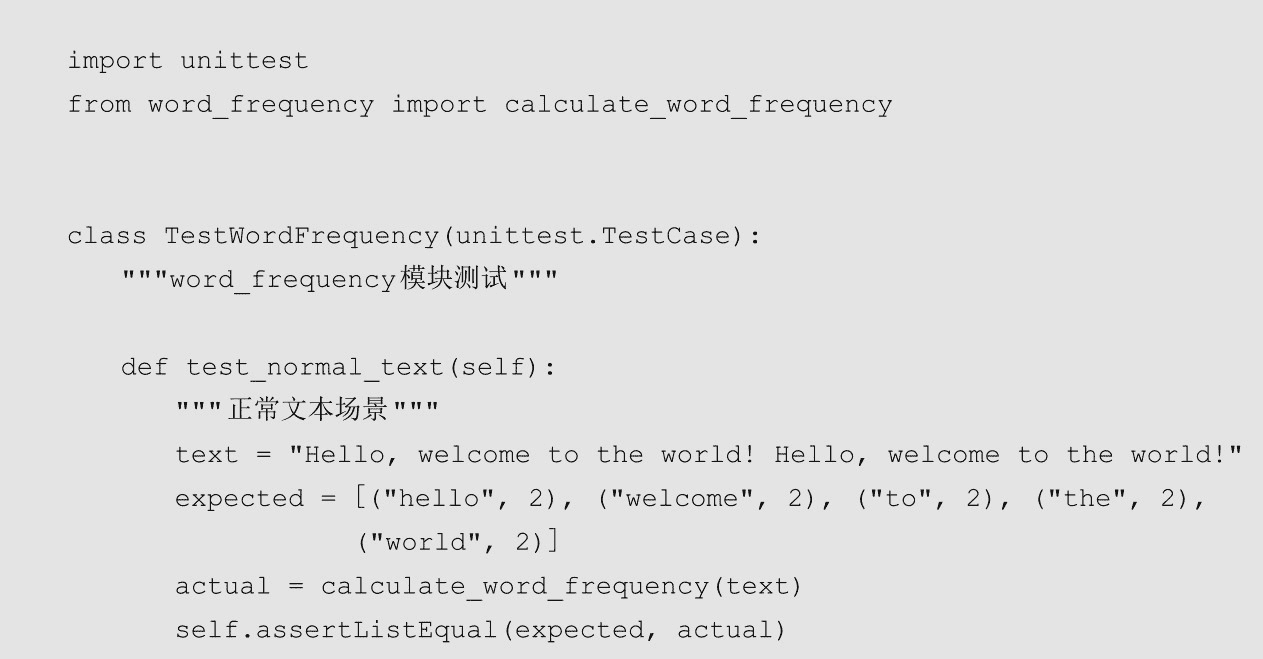 import unittest
from word_frequency import calculate_word_frequency
class TestWordFrequency(unittest.TestCase):
"""word_frequency模块测试"""
def test_normal_text(self):
"""正常文本场景"""
text = "Hello, welcome to the world! Hello, welcome to the world!"
expected = [("hello", 2), ("welcome", 2), ("to", 2), ("the", 2),
("world", 2)]
actual = calculate_word_frequency(text)
self.assertListEqual(expected, actual)